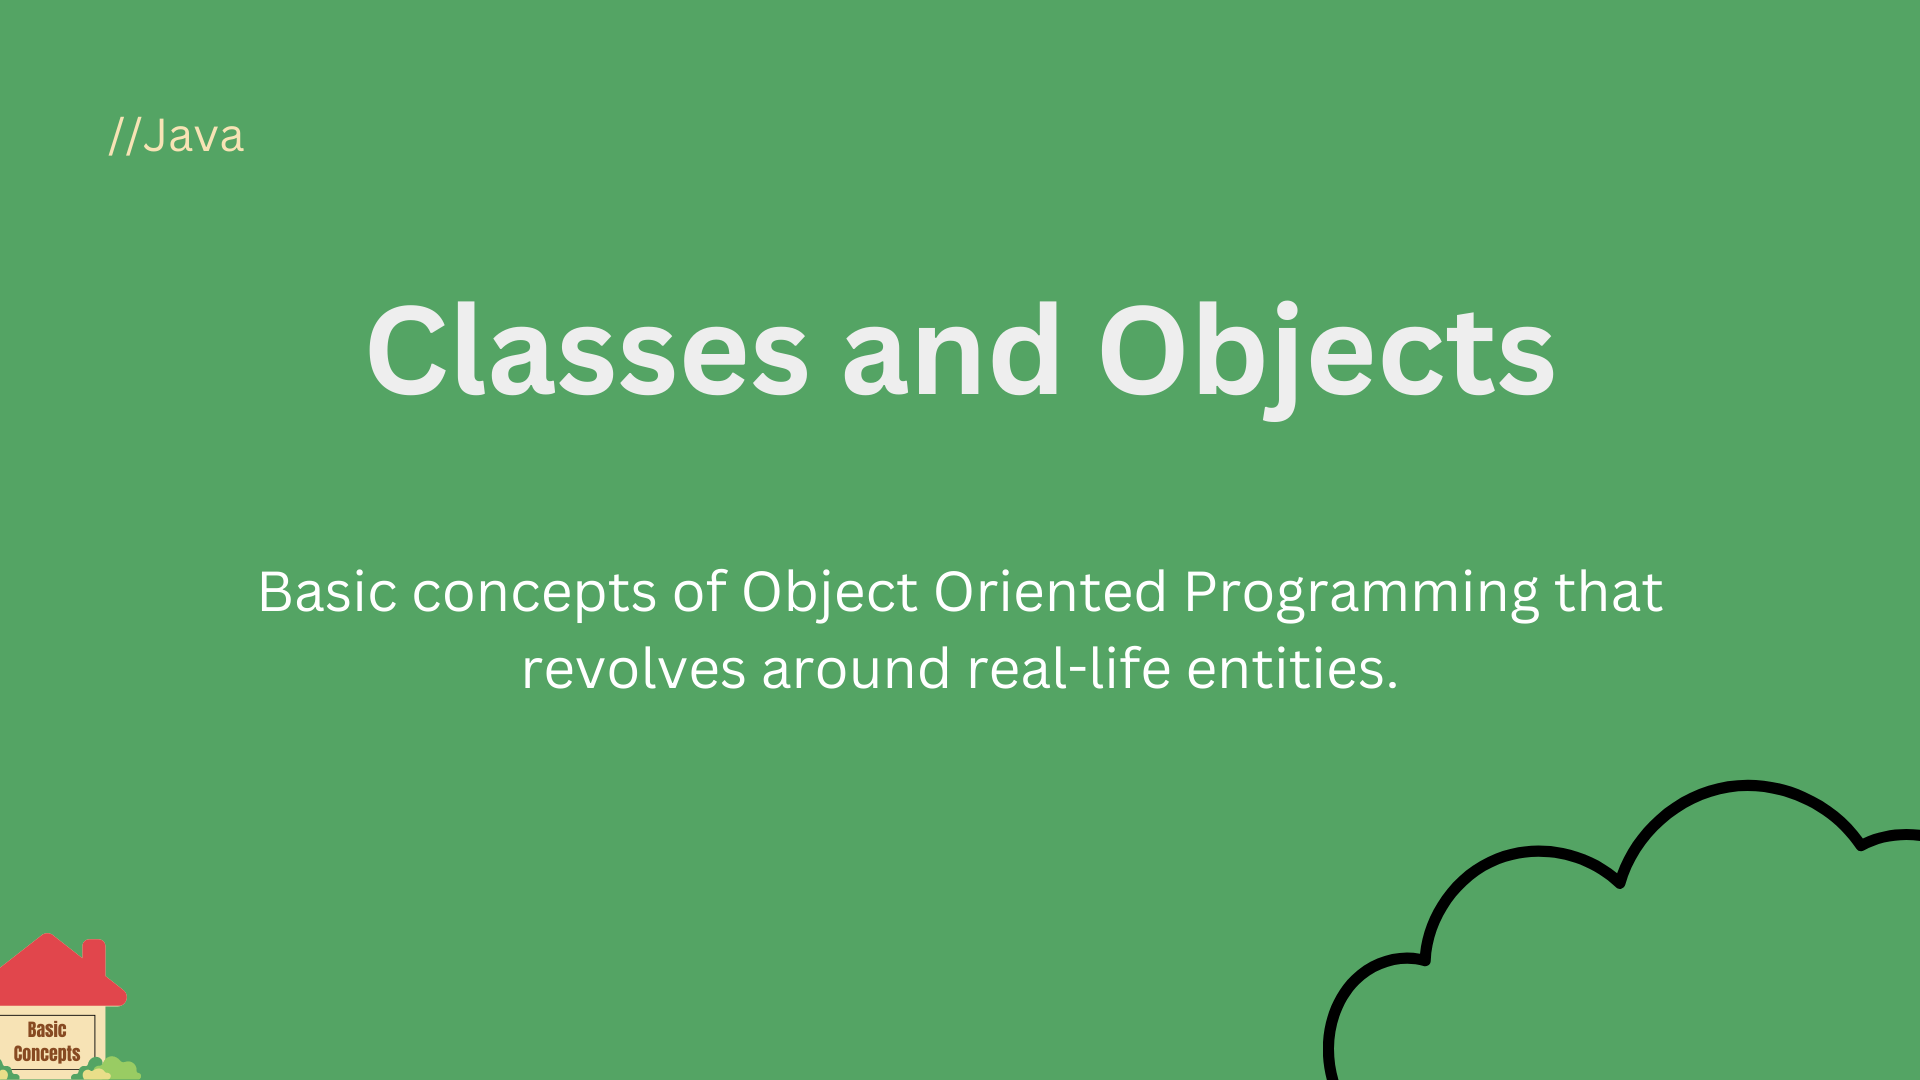 //Java
Classes and Objects
Basic concepts of Object Oriented Programming that
revolves around real-life entities.
Basic
Concepts